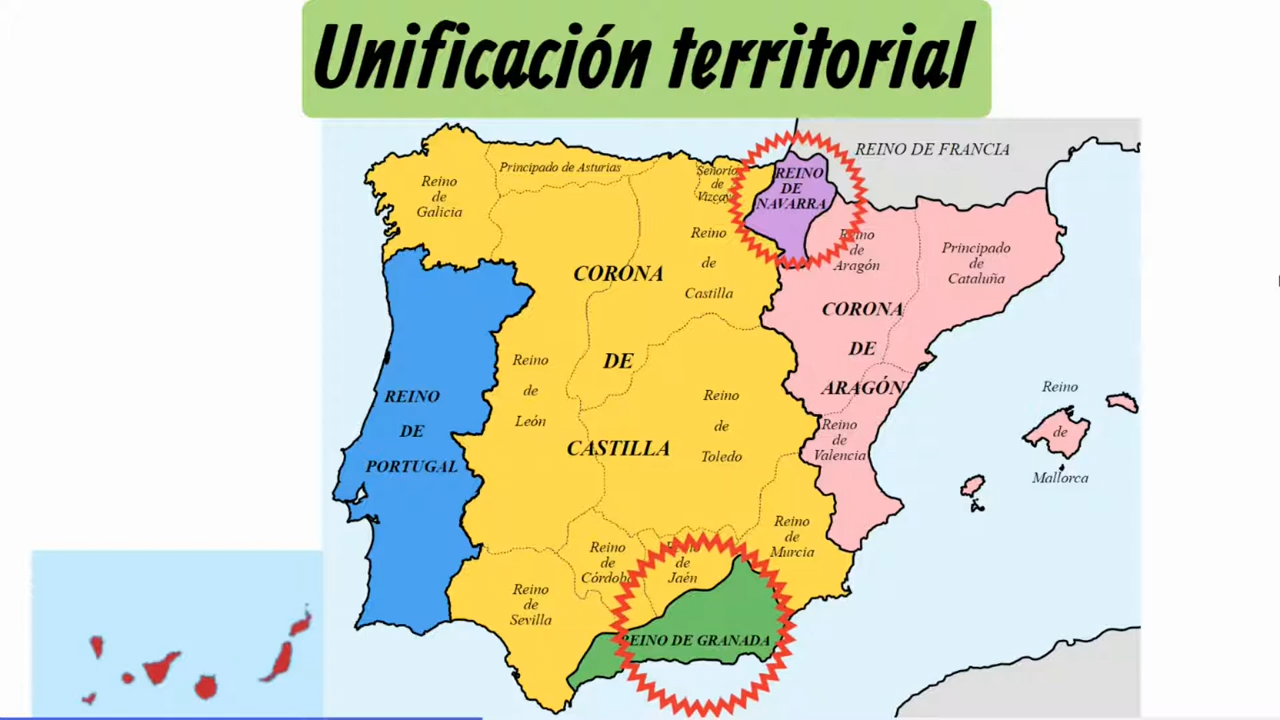 Unificación territorial
REINO DE FRANCIA
Principado de Asturias
Reino
de
Galicia
Señorío
de
Vizcaya
REINO
DE
NAVARRA
Reino
de
Castilla
Reino
de
Aragón
Principado
de
Cataluña
CORONA
DE
CASTILLA
CORONA
DE
ARAGÓN
Reino
de
León
REINO
DE
PORTUGAL
Reino
de
Toledo
Reino
de
Valencia
Reino
de
Mallorca
Reino
de
Murcia
Reino
de
Córdoba
Reino
de
Jaén
Reino
de
Sevilla
REINO DE GRANADA